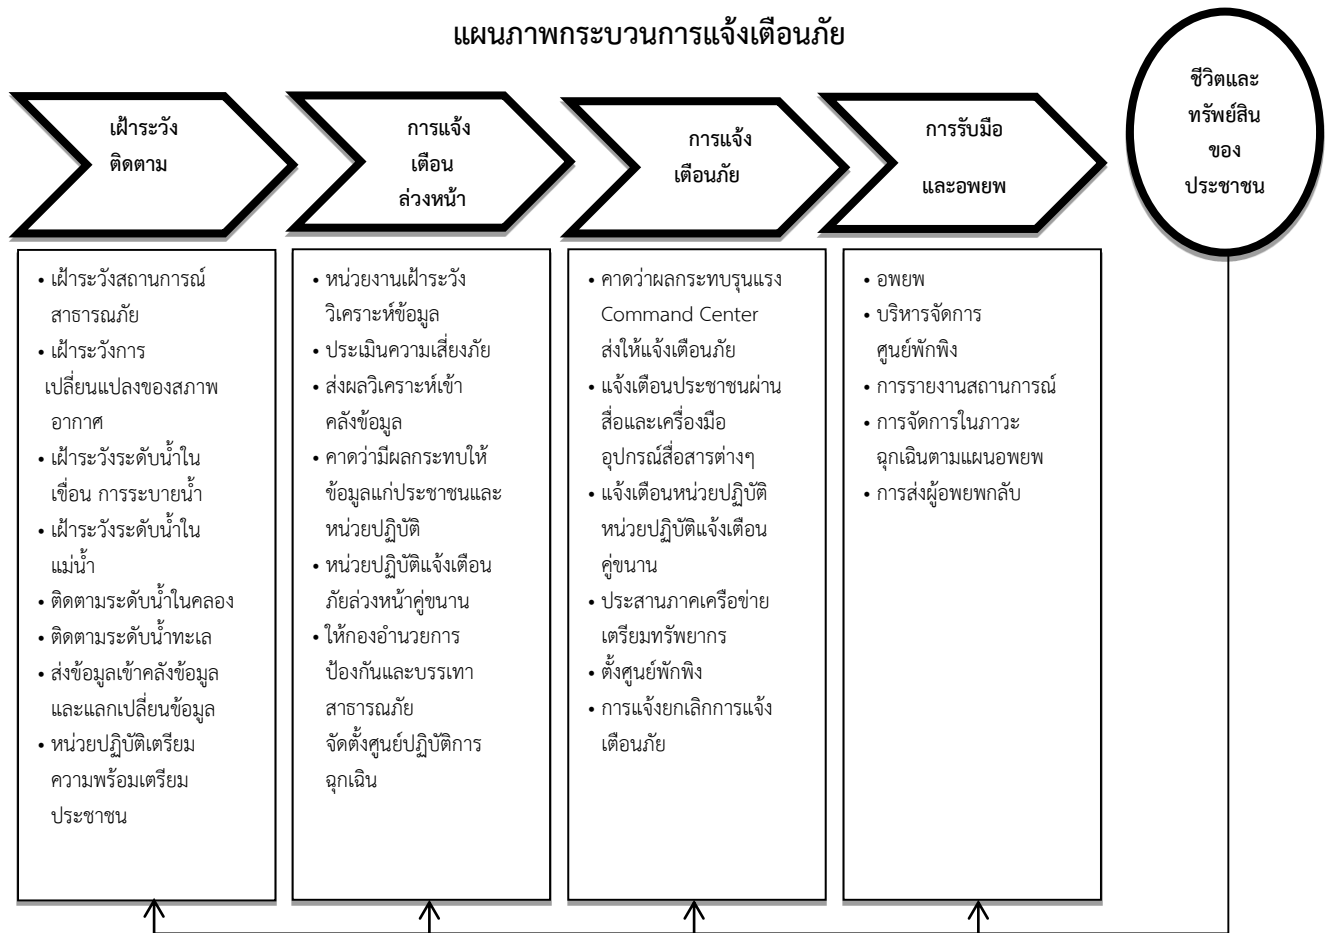 แผนภาพกระบวนการแจ้งเตือนภัย
เฝ้าระวัง
ติดตาม
การแจ้ง
เตือน
ล่วงหน้า
การแจ้ง
เตือนภัย
การรับมือ
และอพยพ
ชีวิตและ
ทรัพย์สิน
ของ
ประชาชน
• เฝ้าระวังสถานการณ์
สาธารณภัย
• เฝ้าระวังการ
เปลี่ยนแปลงของสภาพ
อากาศ
• เฝ้าระวังระดับน้ำใน
เขื่อน การระบายน้ำ
• เฝ้าระวังระดับน้ำใน
แม่น้ำ
• ติดตามระดับน้ำในคลอง
• ติดตามระดับน้ำทะเล
• ส่งข้อมูลเข้าคลังข้อมูล
และแลกเปลี่ยนข้อมูล
• หน่วยปฏิบัติเตรียม
ความพร้อมเตรียม
ประชาชน
• หน่วยงานเฝ้าระวัง
วิเคราะห์ข้อมูล
• ประเมินความเสี่ยงภัย
• ส่งผลวิเคราะห์เข้า
คลังข้อมูล
• คาดว่ามีผลกระทบให้
ข้อมูลแก่ประชาชนและ
หน่วยปฏิบัติ
• หน่วยปฏิบัติแจ้งเตือน
ภัยล่วงหน้าคู่ขนาน
• ให้กองอำนวยการ
ป้องกันและบรรเทา
สาธารณภัย
จัดตั้งศูนย์ปฏิบัติการ
ฉุกเฉิน
• คาดว่าผลกระทบรุนแรง
Command Center
ส่งให้แจ้งเตือนภัย
• แจ้งเตือนประชาชนผ่าน
สื่อและเครื่องมือ
อุปกรณ์สื่อสารต่างๆ
• แจ้งเตือนหน่วยปฏิบัติ
หน่วยปฏิบัติแจ้งเตือน
คู่ขนาน
• ประสานภาคเครือข่าย
เตรียมทรัพยากร
• ตั้งศูนย์พักพิง
• การแจ้งยกเลิกการแจ้ง
เตือนภัย
• อพยพ
• บริหารจัดการ
ศูนย์พักพิง
• การรายงานสถานการณ์
• การจัดการในภาวะ
ฉุกเฉินตามแผนอพยพ
• การส่งผู้อพยพกลับ